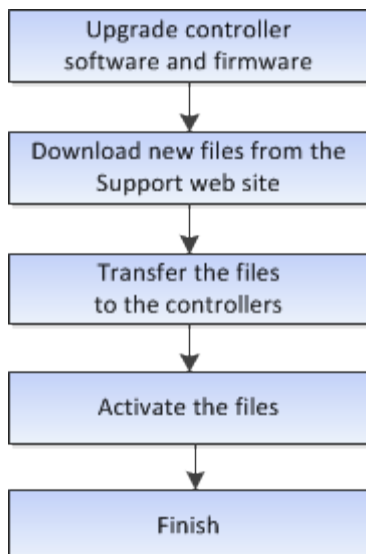 Upgrade controller
software and firmware
Download new files from the
Support web site
Transfer the files
to the controllers
Activate the files
Finish